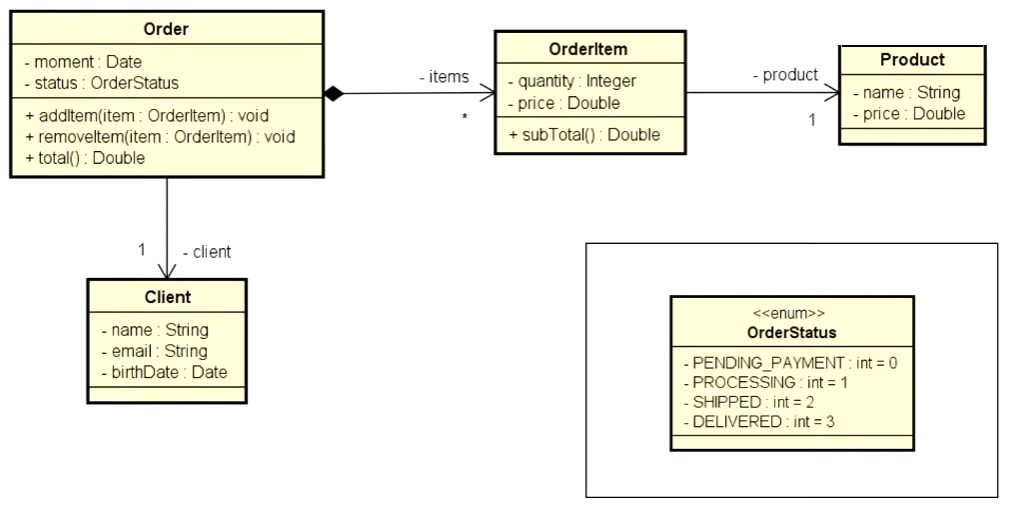 Order
- moment : Date
- status : OrderStatus
+ addItem(item : OrderItem) : void
+ removeItem(item : OrderItem) : void
+ total() : Double
- items
*
OrderItem
- quantity : Integer
- price : Double
+ subTotal() : Double
- product
1
Product
- name : String
- price : Double
1
- client
Client
- name : String
- email : String
- birthDate : Date
<<enum>>
OrderStatus
- PENDING_PAYMENT : int = 0
- PROCESSING : int = 1
- SHIPPED : int = 2
- DELIVERED : int = 3